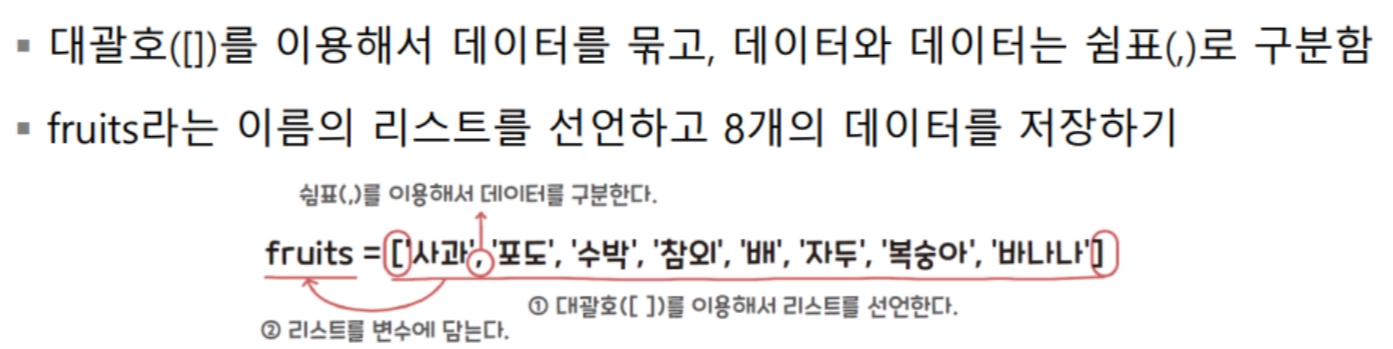 ▪ 대괄호([])를 이용해서 데이터를 묶고, 데이터와 데이터는 쉼표(,)로 구분함
▪ fruits라는 이름의 리스트를 선언하고 8개의 데이터를 저장하기
쉼표(,)를 이용해서 데이터를 구분한다.
fruits = ['사과', '포도', '수박', '참외', '배', '자두', '복숭아', '바나나']
① 대괄호([ ])를 이용해서 리스트를 선언한다.
② 리스트를 변수에 담는다.